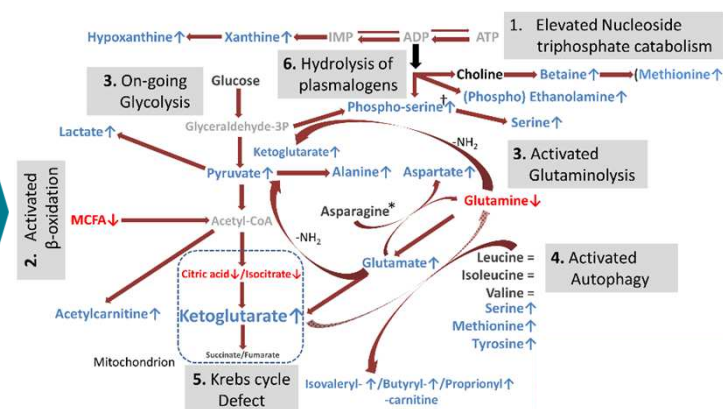 1. Elevated Nucleoside
triphosphate catabolism
Hypoxanthine↑ Xanthine↑ IMP ADP ATP
6. Hydrolysis of
plasmalogens
Choline Betaine↑ (Methionine↑
(Phospho) Ethanolamine↑
Phospho-serine↑†
Serine↑
3. On-going
Glycolysis
Glucose
Glyceraldehyde-3P
Lactate↑
Ketoglutarate↑
-NH₂
Pyruvate↑ Alanine↑ Aspartate↑
3. Activated
Glutaminolysis
Glutamine↓
Asparagine*
2. Activated
β-oxidation
MCFA↓ Acetyl-CoA
-NH₂
Glutamate↑
4. Activated
Autophagy
Leucine =
Isoleucine =
Valine =
Serine↑
Methionine↑
Tyrosine↑
Citric acid↓/Isocitrate↓
Acetylcarnitine↑
Ketoglutarate↑
Succinate/Fumarate
Mitochondrion
5. Krebs cycle
Defect
Isovaleryl-↑/Butyryl-↑/Proprionyl↑
-carnitine